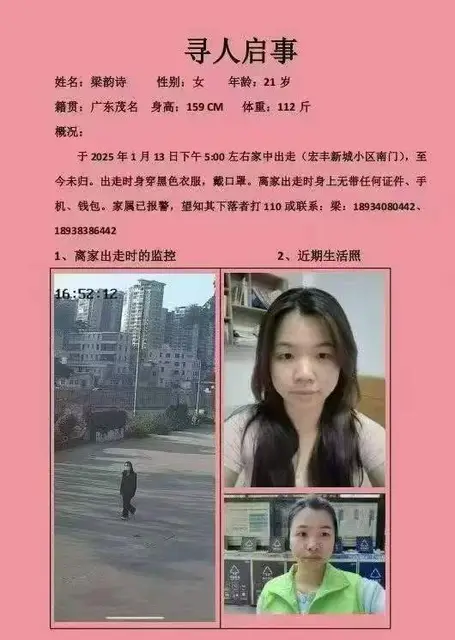 寻人启事
姓名：梁韵诗 性别：女 年龄：21 岁
籍贯：广东茂名 身高：159 CM 体重：112 斤
概况：
于 2025 年 1 月 13 日下午 5:00 左右家中出走（宏丰新城小区南门），至
今未归。出走时身穿黑色衣服，戴口罩。离家出走时身上无带任何证件、手
机、钱包。家属已报警，望知其下落者打 110 或联系：梁：18934080442、
18938386442
1、离家出走时的监控 2、近期生活照
16:52:12